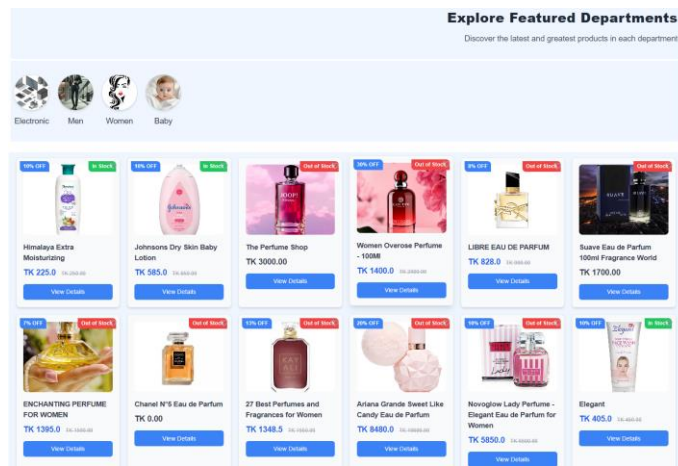 Explore Featured Departments
Discover the latest and greatest products in each department
Electronic
Men
Women
Baby
10% OFF
In Stock
Himalaya Extra
Moisturizing
TK 225.0
View Details
10% OFF
In Stock
Johnsons Dry Skin Baby
Lotion
TK 585.0
View Details
Out of Stock
JOOP!
The Perfume Shop
TK 3000.00
View Details
30% OFF
Out of Stock
Women Overose Perfume
- 100Ml
TK 1400.0
View Details
Out of Stock
LIBRE EAU DE PARFUM
TK 828.0
View Details
Out of Stock
SUAVE
Suave Eau de Parfum
100ml Fragrance World
TK 1700.00
View Details
7% OFF
Out of Stock
ENCHANTING PERFUME
FOR WOMEN
TK 1395.0
View Details
Out of Stock
Chanel N°5 Eau de Parfum
TK 0.00
View Details
13% OFF
Out of Stock
27 Best Perfumes and
Fragrances for Women
TK 1348.5
View Details
20% OFF
Out of Stock
Ariana Grande Sweet Like
Candy Eau de Parfum
TK 8480.0
View Details
10% OFF
Out of Stock
Novoglow Lady Perfume -
Elegant Eau de Parfum for
Women
TK 5850.0
View Details
10% OFF
In Stock
Elegant
TK 405.0
View Details